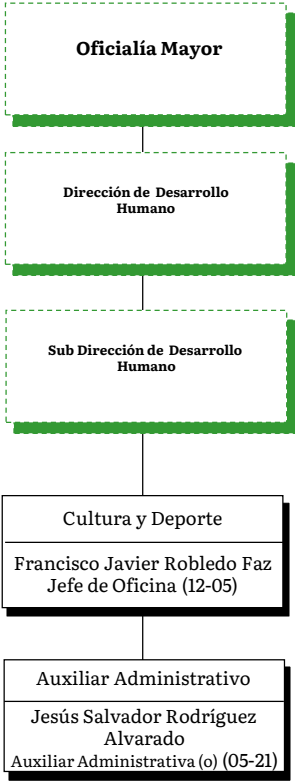 Oficialía Mayor
Dirección de Desarrollo
Humano
Sub Dirección de Desarrollo
Humano
Cultura y Deporte
Francisco Javier Robledo Faz
Jefe de Oficina (12-05)
Auxiliar Administrativo
Jesús Salvador Rodríguez
Alvarado
Auxiliar Administrativa (o) (05-21)